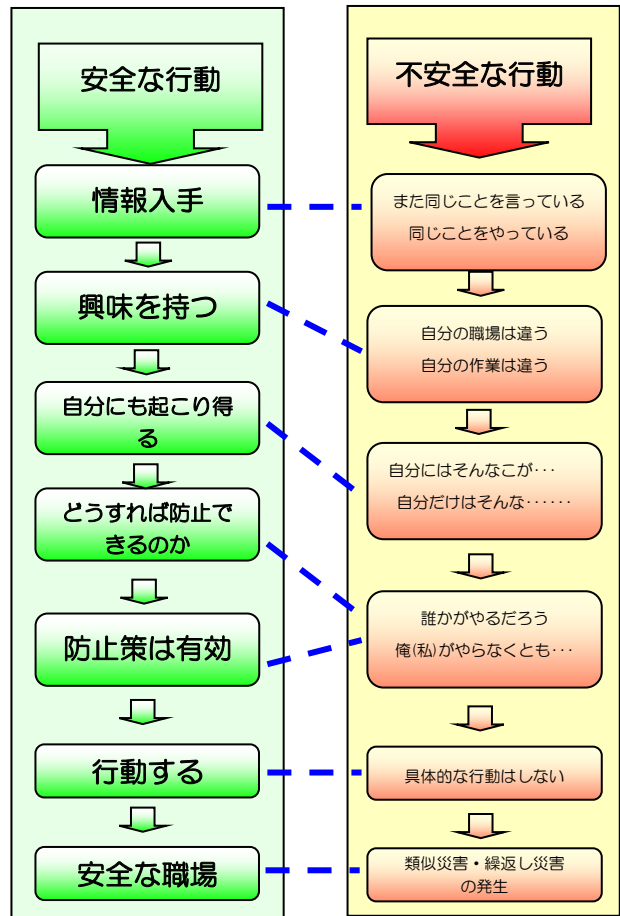 安全な行動
情報入手
興味を持つ
自分にも起こり得
る
どうすれば防止で
きるのか
防止策は有効
行動する
安全な職場
不安全な行動
また同じことを言っている
同じことをやっている
自分の職場は違う
自分の作業は違う
自分にはそんなこが･･･
自分だけはそんな･･････
誰かがやるだろう
俺(私)がやらなくとも･･･
具体的な行動はしない
類似災害・繰返し災害
の発生